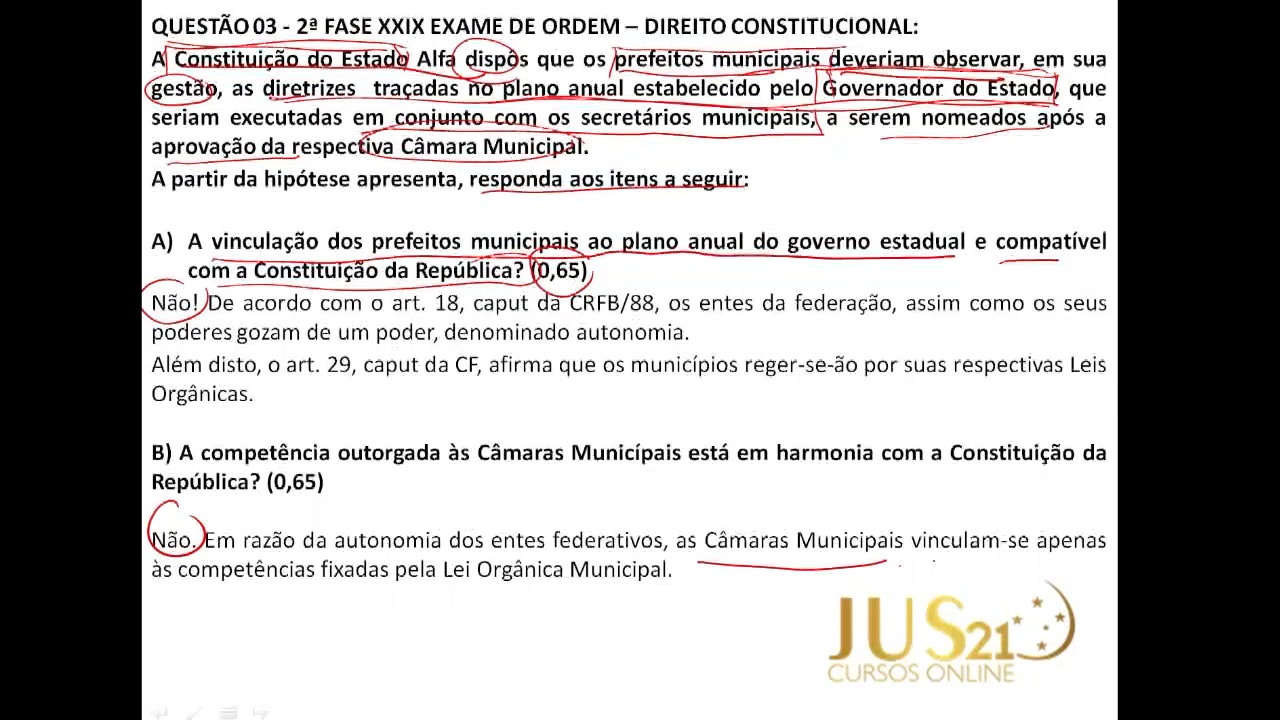 QUESTÃO 03 - 2ª FASE XXIX EXAME DE ORDEM – DIREITO CONSTITUCIONAL:
A Constituição do Estado Alfa dispôs que os prefeitos municipais deveriam observar, em sua
gestão, as diretrizes traçadas no plano anual estabelecido pelo Governador do Estado, que
seriam executadas em conjunto com os secretários municipais, a serem nomeados após a
aprovação da respectiva Câmara Municipal.
A partir da hipótese apresenta, responda aos itens a seguir:
A) A vinculação dos prefeitos municipais ao plano anual do governo estadual e compatível
com a Constituição da República? (0,65)
Não! De acordo com o art. 18, caput da CRFB/88, os entes da federação, assim como os seus
poderes gozam de um poder, denominado autonomia.
Além disto, o art. 29, caput da CF, afirma que os municípios reger-se-ão por suas respectivas Leis
Orgânicas.
B) A competência outorgada às Câmaras Municípais está em harmonia com a Constituição da
República? (0,65)
Não. Em razão da autonomia dos entes federativos, as Câmaras Municipais vinculam-se apenas
às competências fixadas pela Lei Orgânica Municipal.
JUS21
CURSOS ONLINE